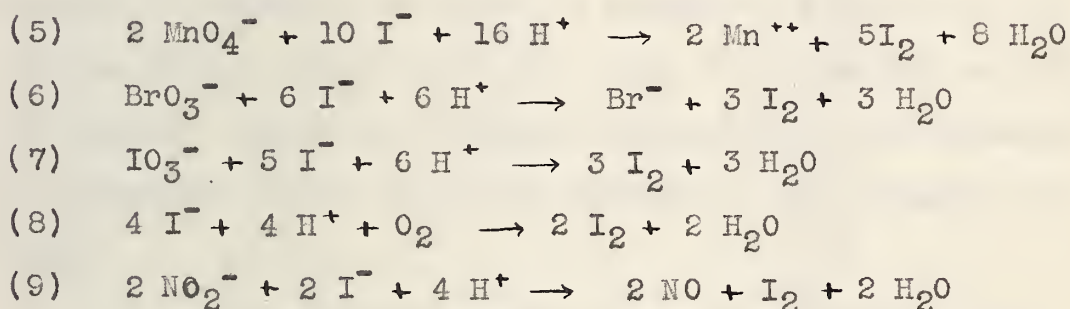 (5) 2 MnO₄⁻ + 10 I⁻ + 16 H⁺ → 2 Mn⁺⁺ + 5I₂ + 8 H₂O
(6) BrO₃⁻ + 6 I⁻ + 6 H⁺ → Br⁻ + 3 I₂ + 3 H₂O
(7) IO₃⁻ + 5 I⁻ + 6 H⁺ → 3 I₂ + 3 H₂O
(8) 4 I⁻ + 4 H⁺ + O₂ → 2 I₂ + 2 H₂O
(9) 2 NO₂⁻ + 2 I⁻ + 4 H⁺ → 2 NO + I₂ + 2 H₂O